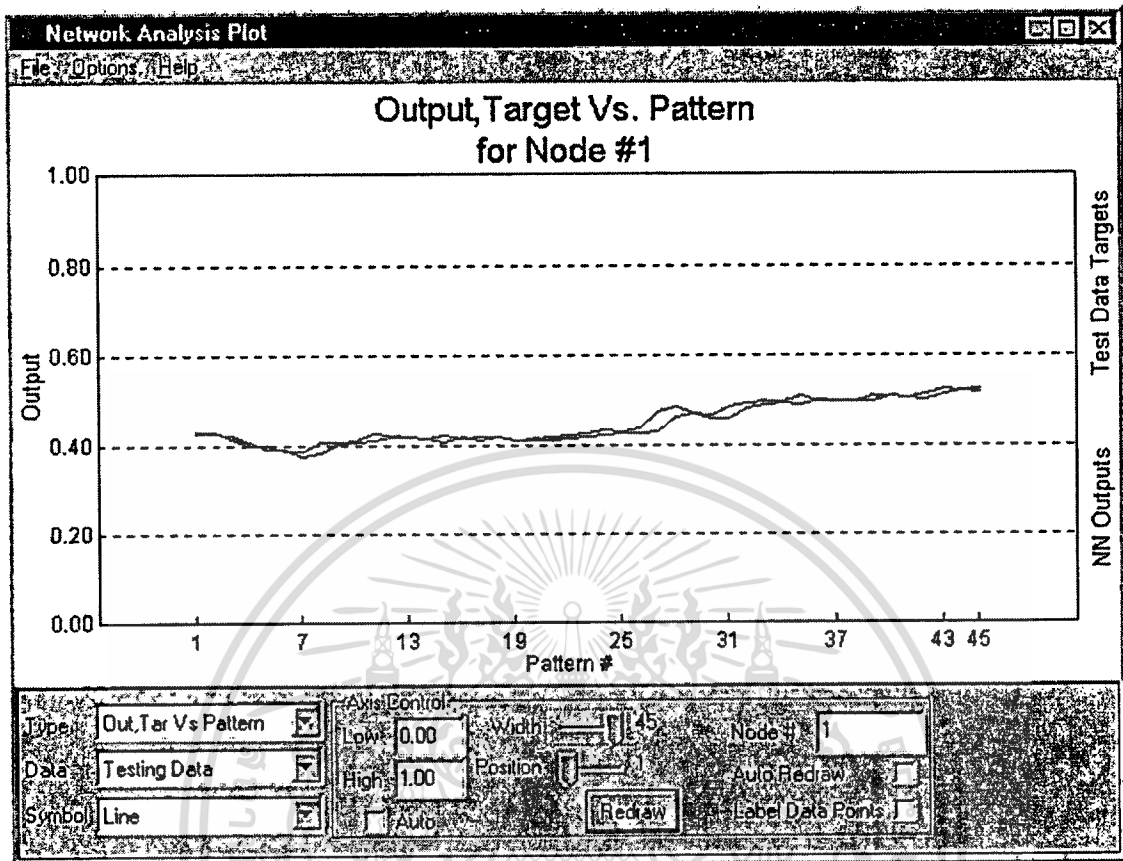 Network Analysis Plot
File Options Help
Output,Target Vs. Pattern
for Node #1
1.00
0.80
0.60
0.40
0.20
0.00
Output
1 7 13 19 25 31 37 43 45
Pattern #
Test Data Targets
NN Outputs
Type: Out,Tar Vs Pattern
Data Testing Data
Symbol: Line
Axis Control
Low 0.00
High 1.00
Auto
Width 45
Position 1
Redraw
Node # 1
Auto Redraw
Label Data Points